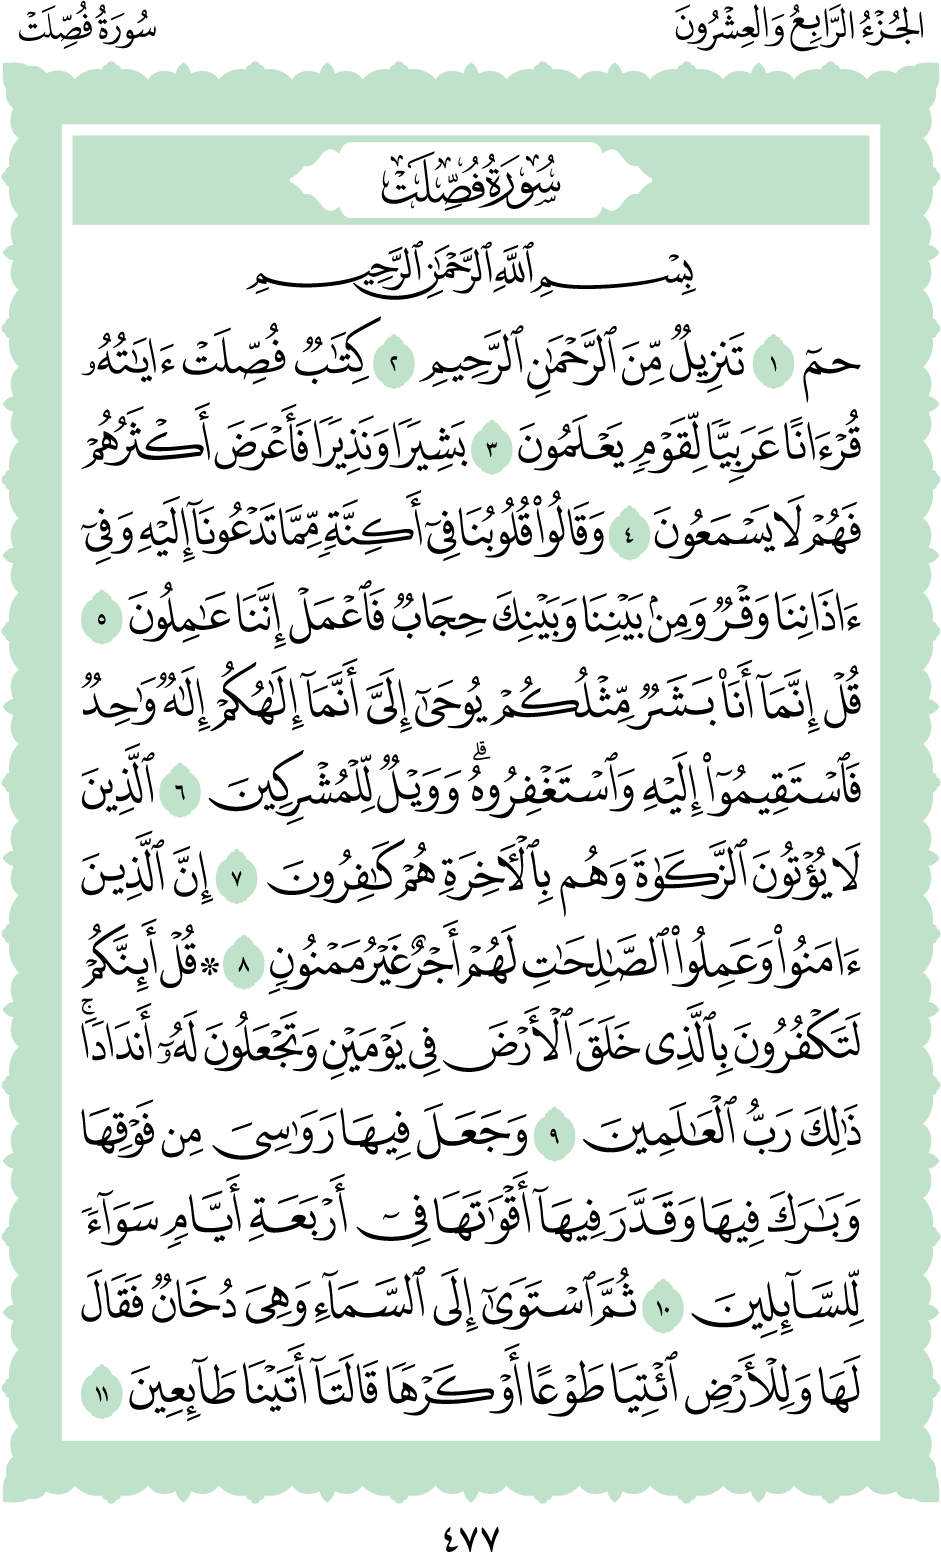 الجُزْءُ الرَّابِعُ وَالعِشْرُونَ
سُورَةُ فُصِّلَتْ
سُورَةُ فُصِّلَتْ
بِسْمِ ٱللَّهِ ٱلرَّحْمَٰنِ ٱلرَّحِيمِ
حمٓ ١ تَنزِيلٌ مِّنَ ٱلرَّحْمَٰنِ ٱلرَّحِيمِ ٢ كِتَٰبٌ فُصِّلَتْ ءَايَٰتُهُۥ
قُرْءَانًا عَرَبِيًّا لِّقَوْمٍ يَعْلَمُونَ ٣ بَشِيرًا وَنَذِيرًا فَأَعْرَضَ أَكْثَرُهُمْ
فَهُمْ لَا يَسْمَعُونَ ٤ وَقَالُوا۟ قُلُوبُنَا فِىٓ أَكِنَّةٍ مِّمَّا تَدْعُونَآ إِلَيْهِ وَفِىٓ
ءَاذَانِنَا وَقْرٌ وَمِنۢ بَيْنِنَا وَبَيْنِكَ حِجَابٌ فَٱعْمَلْ إِنَّنَا عَٰمِلُونَ ٥
قُلْ إِنَّمَآ أَنَا۠ بَشَرٌ مِّثْلُكُمْ يُوحَىٰٓ إِلَىَّ أَنَّمَآ إِلَٰهُكُمْ إِلَٰهٌ وَٰحِدٌ
فَٱسْتَقِيمُوٓا۟ إِلَيْهِ وَٱسْتَغْفِرُوهُ ۗ وَوَيْلٌ لِّلْمُشْرِكِينَ ٦ ٱلَّذِينَ
لَا يُؤْتُونَ ٱلزَّكَوٰةَ وَهُم بِٱلْأَخِرَةِ هُمْ كَٰفِرُونَ ٧ إِنَّ ٱلَّذِينَ
ءَامَنُوا۟ وَعَمِلُوا۟ ٱلصَّٰلِحَٰتِ لَهُمْ أَجْرٌ غَيْرُ مَمْنُونٍ ٨ * قُلْ أَئِنَّكُمْ
لَتَكْفُرُونَ بِٱلَّذِى خَلَقَ ٱلْأَرْضَ فِى يَوْمَيْنِ وَتَجْعَلُونَ لَهُۥٓ أَندَادًا ۚ
ذَٰلِكَ رَبُّ ٱلْعَٰلَمِينَ ٩ وَجَعَلَ فِيهَا رَوَٰسِىَ مِن فَوْقِهَا
وَبَٰرَكَ فِيهَا وَقَدَّرَ فِيهَآ أَقْوَٰتَهَا فِىٓ أَرْبَعَةِ أَيَّامٍ سَوَآءً
لِّلسَّآئِلِينَ ١٠ ثُمَّ ٱسْتَوَىٰٓ إِلَى ٱلسَّمَآءِ وَهِىَ دُخَانٌ فَقَالَ
لَهَا وَلِلْأَرْضِ ٱئْتِيَا طَوْعًا أَوْ كَرْهًا قَالَتَآ أَتَيْنَا طَآئِعِينَ ١١
٤٧٧